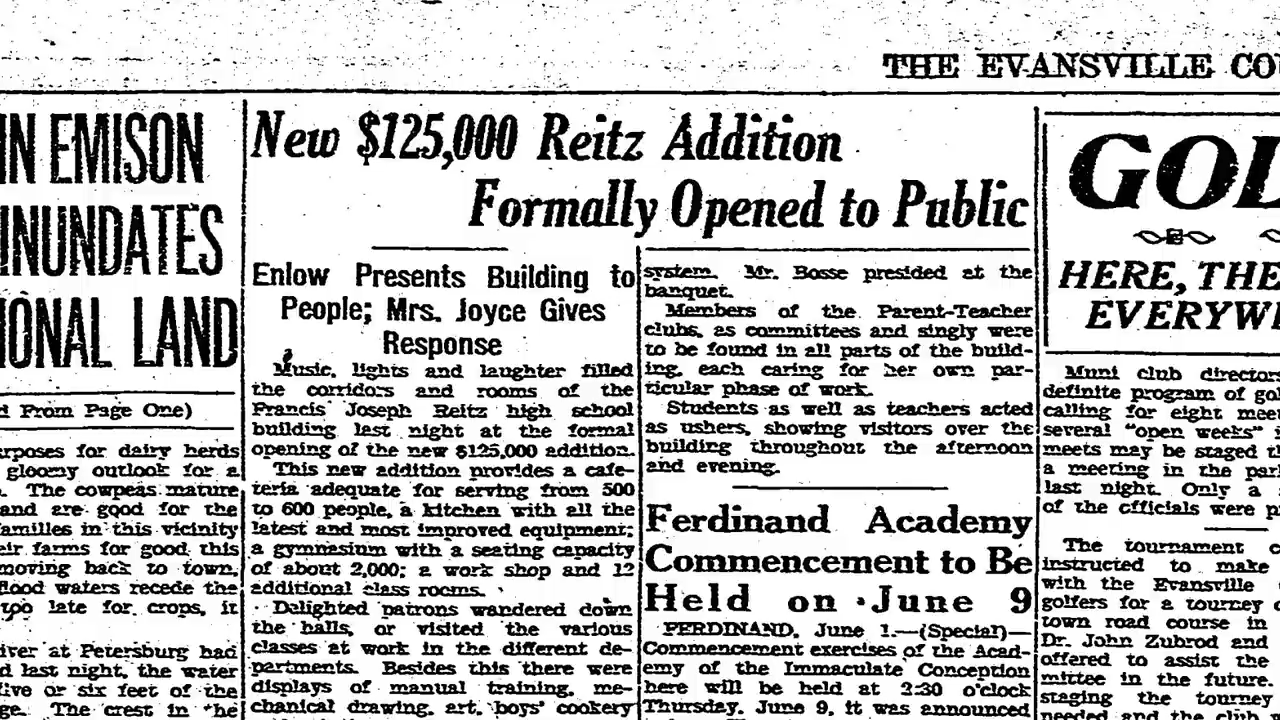 THE EVANSVILLE
IN EMISON
INUNDATES
IONAL LAND
From Page One)
for dairy herds
gloomy outlook for a
The cowpeas mature
and are good for the
families in this vicinity
farms for good this
moving back to town,
flood waters recede the
too late for crops, it
at Petersburg had
last night, the water
five or six feet of the
The crest in the
New $125,000 Reitz Addition
Formally Opened to Public
Enlow Presents Building to
People; Mrs. Joyce Gives
Response
Music, lights and laughter filled
the corridors and rooms of the
Francis Joseph Reitz high school
building last night at the formal
opening of the new $125,000 addition.
This new addition provides a cafe-
teria adequate for serving from 500
to 600 people, a kitchen with all the
latest and most improved equipment;
a gymnasium with a seating capacity
of about 2,000; a work shop and 12
additional class rooms.
Delighted patrons wandered down
the halls, or visited the various
classes at work in the different de-
partments. Besides this there were
displays of manual training, me-
chanical drawing, art, boys' cookery
system. Mr. Bosse presided at the
banquet.
Members of the Parent-Teacher
clubs, as committees and singly were
to be found in all parts of the build-
ing, each caring for her own par-
ticular phase of work.
Students as well as teachers acted
as ushers, showing visitors over the
building throughout the afternoon
and evening.
Ferdinand Academy
Commencement to Be
Held on June 9
FERDINAND, June 1.—(Special)—
Commencement exercises of the Acad-
emy of the Immaculate Conception
here will be held at 2:30 o'clock
Thursday, June 9, it was announced
GOL
HERE, THE
EVERYW
Muni club directors
definite program of
calling for eight
several "open weeks"
meets may be staged
a meeting in the
last night. Only a
of the officials were
The tournament
instructed to make
with the Evansville
golfers for a tourney
town road course in
Dr. John Zubrod and
offered to assist the
mittee in the future.
staging the tourney
needed and the club